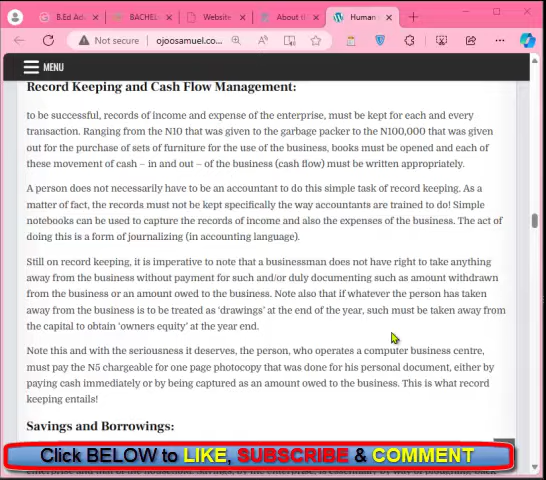 B.Ed Ad
BACHEL
Website
About t
Human
Not secure
ojoosamuel.co...
MENU
Record Keeping and Cash Flow Management:
to be successful, records of income and expense of the enterprise, must be kept for each and every
transaction. Ranging from the N10 that was given to the garbage packer to the N100,000 that was given
out for the purchase of sets of furniture for the use of the business, books must be opened and each of
these movement of cash – in and out – of the business (cash flow) must be written appropriately.
A person does not necessarily have to be an accountant to do this simple task of record keeping. As a
matter of fact, the records must not be kept specifically the way accountants are trained to do! Simple
notebooks can be used to capture the records of income and also the expenses of the business. The act of
doing this is a form of journalizing (in accounting language).
Still on record keeping, it is imperative to note that a businessman does not have right to take anything
away from the business without payment for such and/or duly documenting such as amount withdrawn
from the business or an amount owed to the business. Note also that if whatever the person has taken
away from the business is to be treated as ‘drawings’ at the end of the year, such must be taken away from
the capital to obtain ‘owners equity’ at the year end.
Note this and with the seriousness it deserves, the person, who operates a computer business centre,
must pay the N5 chargeable for one page photocopy that was done for his personal document, either by
paying cash immediately or by being captured as an amount owed to the business. This is what record
keeping entails!
Savings and Borrowings:
Click BELOW to LIKE, SUBSCRIBE & COMMENT